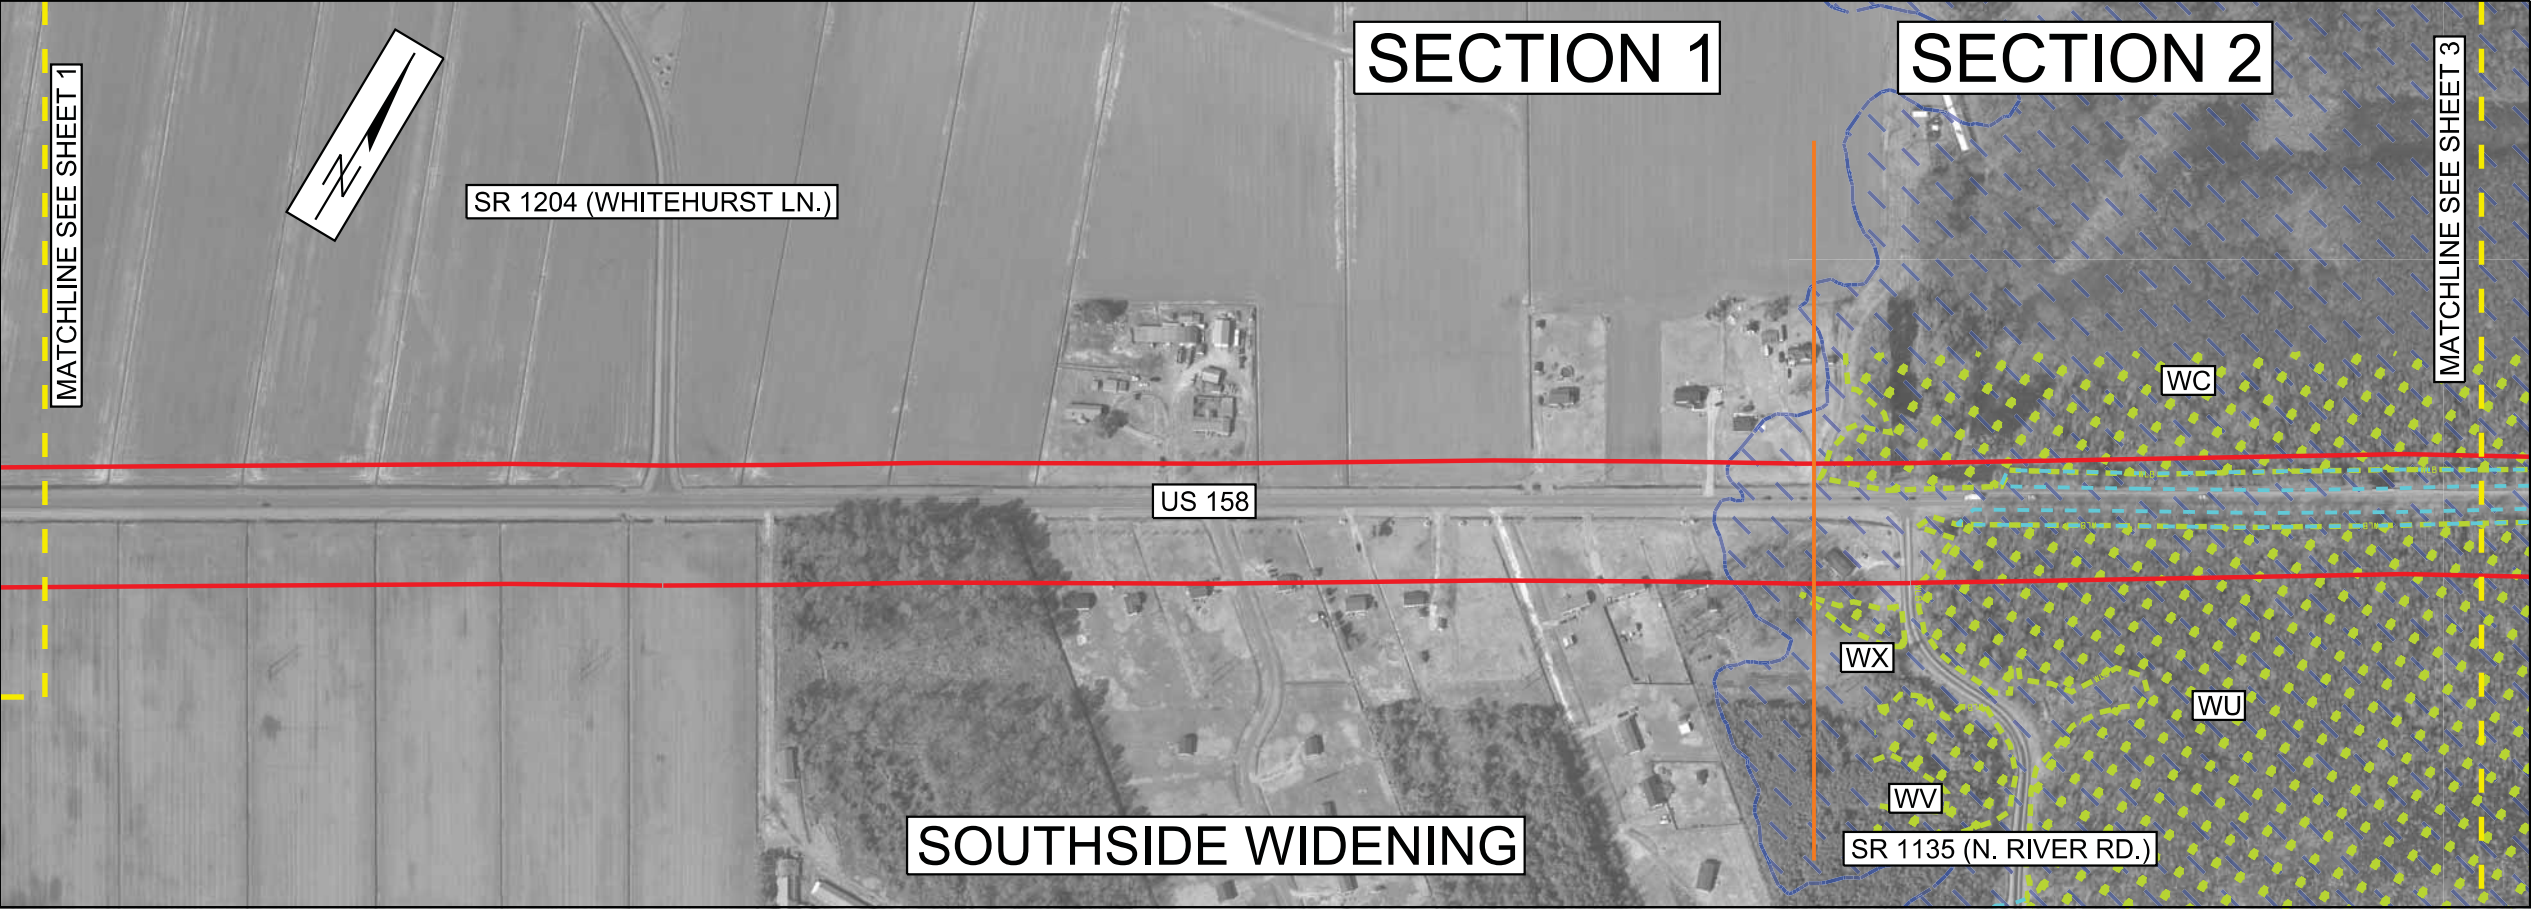 SECTION 1
SECTION 2
MATCHLINE SEE SHEET 1
MATCHLINE SEE SHEET 3
N
SR 1204 (WHITEHURST LN.)
WC
US 158
WX
WU
WV
SOUTHSIDE WIDENING
SR 1135 (N. RIVER RD.)